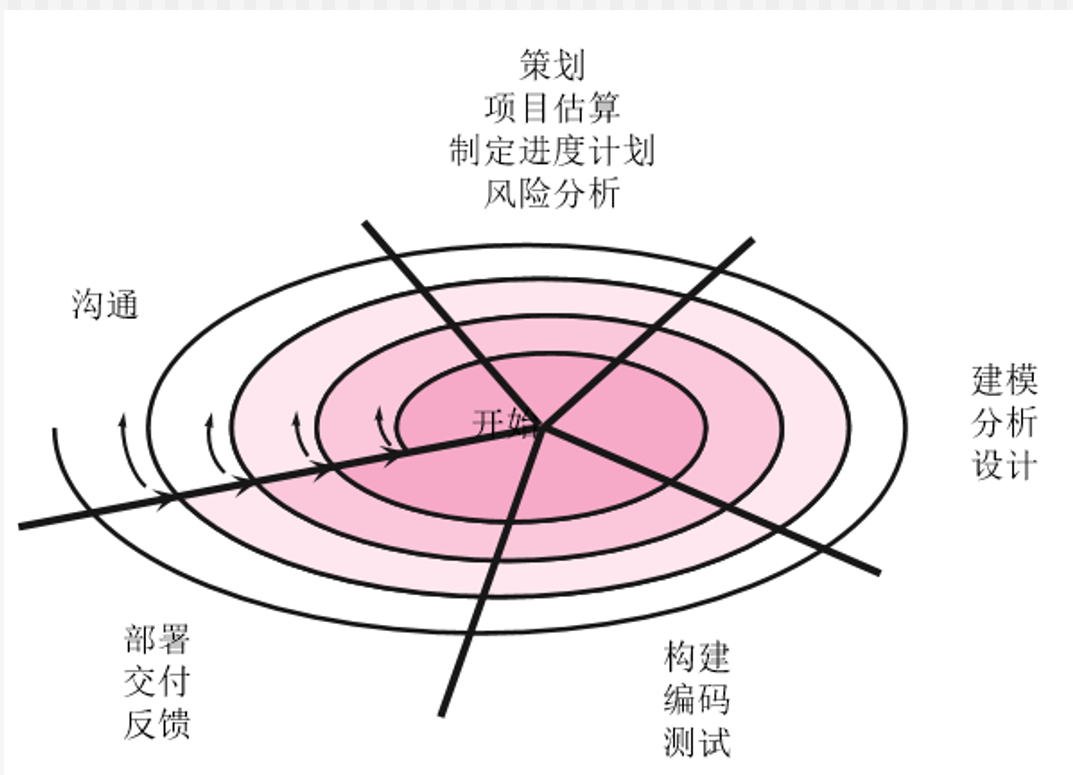 策划
项目估算
制定进度计划
风险分析
沟通
开始
建模
分析
设计
部署
交付
反馈
构建
编码
测试